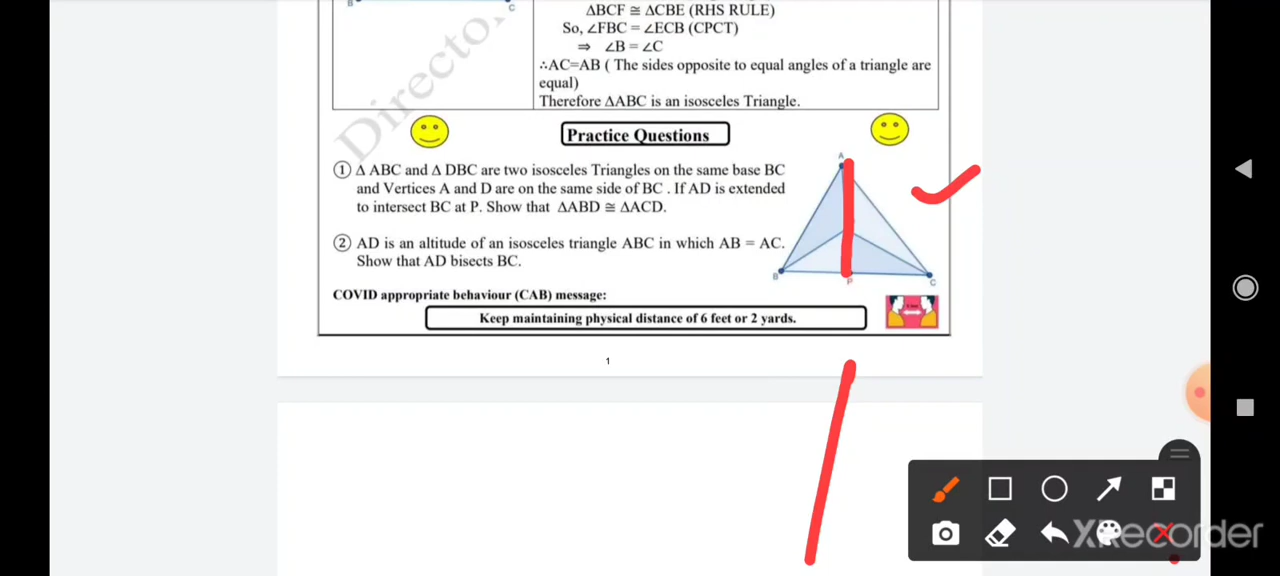 B
C
ΔBCF ≅ ΔCBE (RHS RULE)
So, ∠FBC = ∠ECB (CPCT)
⇒ ∠B = ∠C
∴AC=AB ( The sides opposite to equal angles of a triangle are
equal)
Therefore ΔABC is an isosceles Triangle.
Directo
Practice Questions
① Δ ABC and Δ DBC are two isosceles Triangles on the same base BC
and Vertices A and D are on the same side of BC . If AD is extended
to intersect BC at P. Show that ΔABD ≅ ΔACD.
② AD is an altitude of an isosceles triangle ABC in which AB = AC.
Show that AD bisects BC.
A
B
P
C
COVID appropriate behaviour (CAB) message:
Keep maintaining physical distance of 6 feet or 2 yards.
1
XRecorder